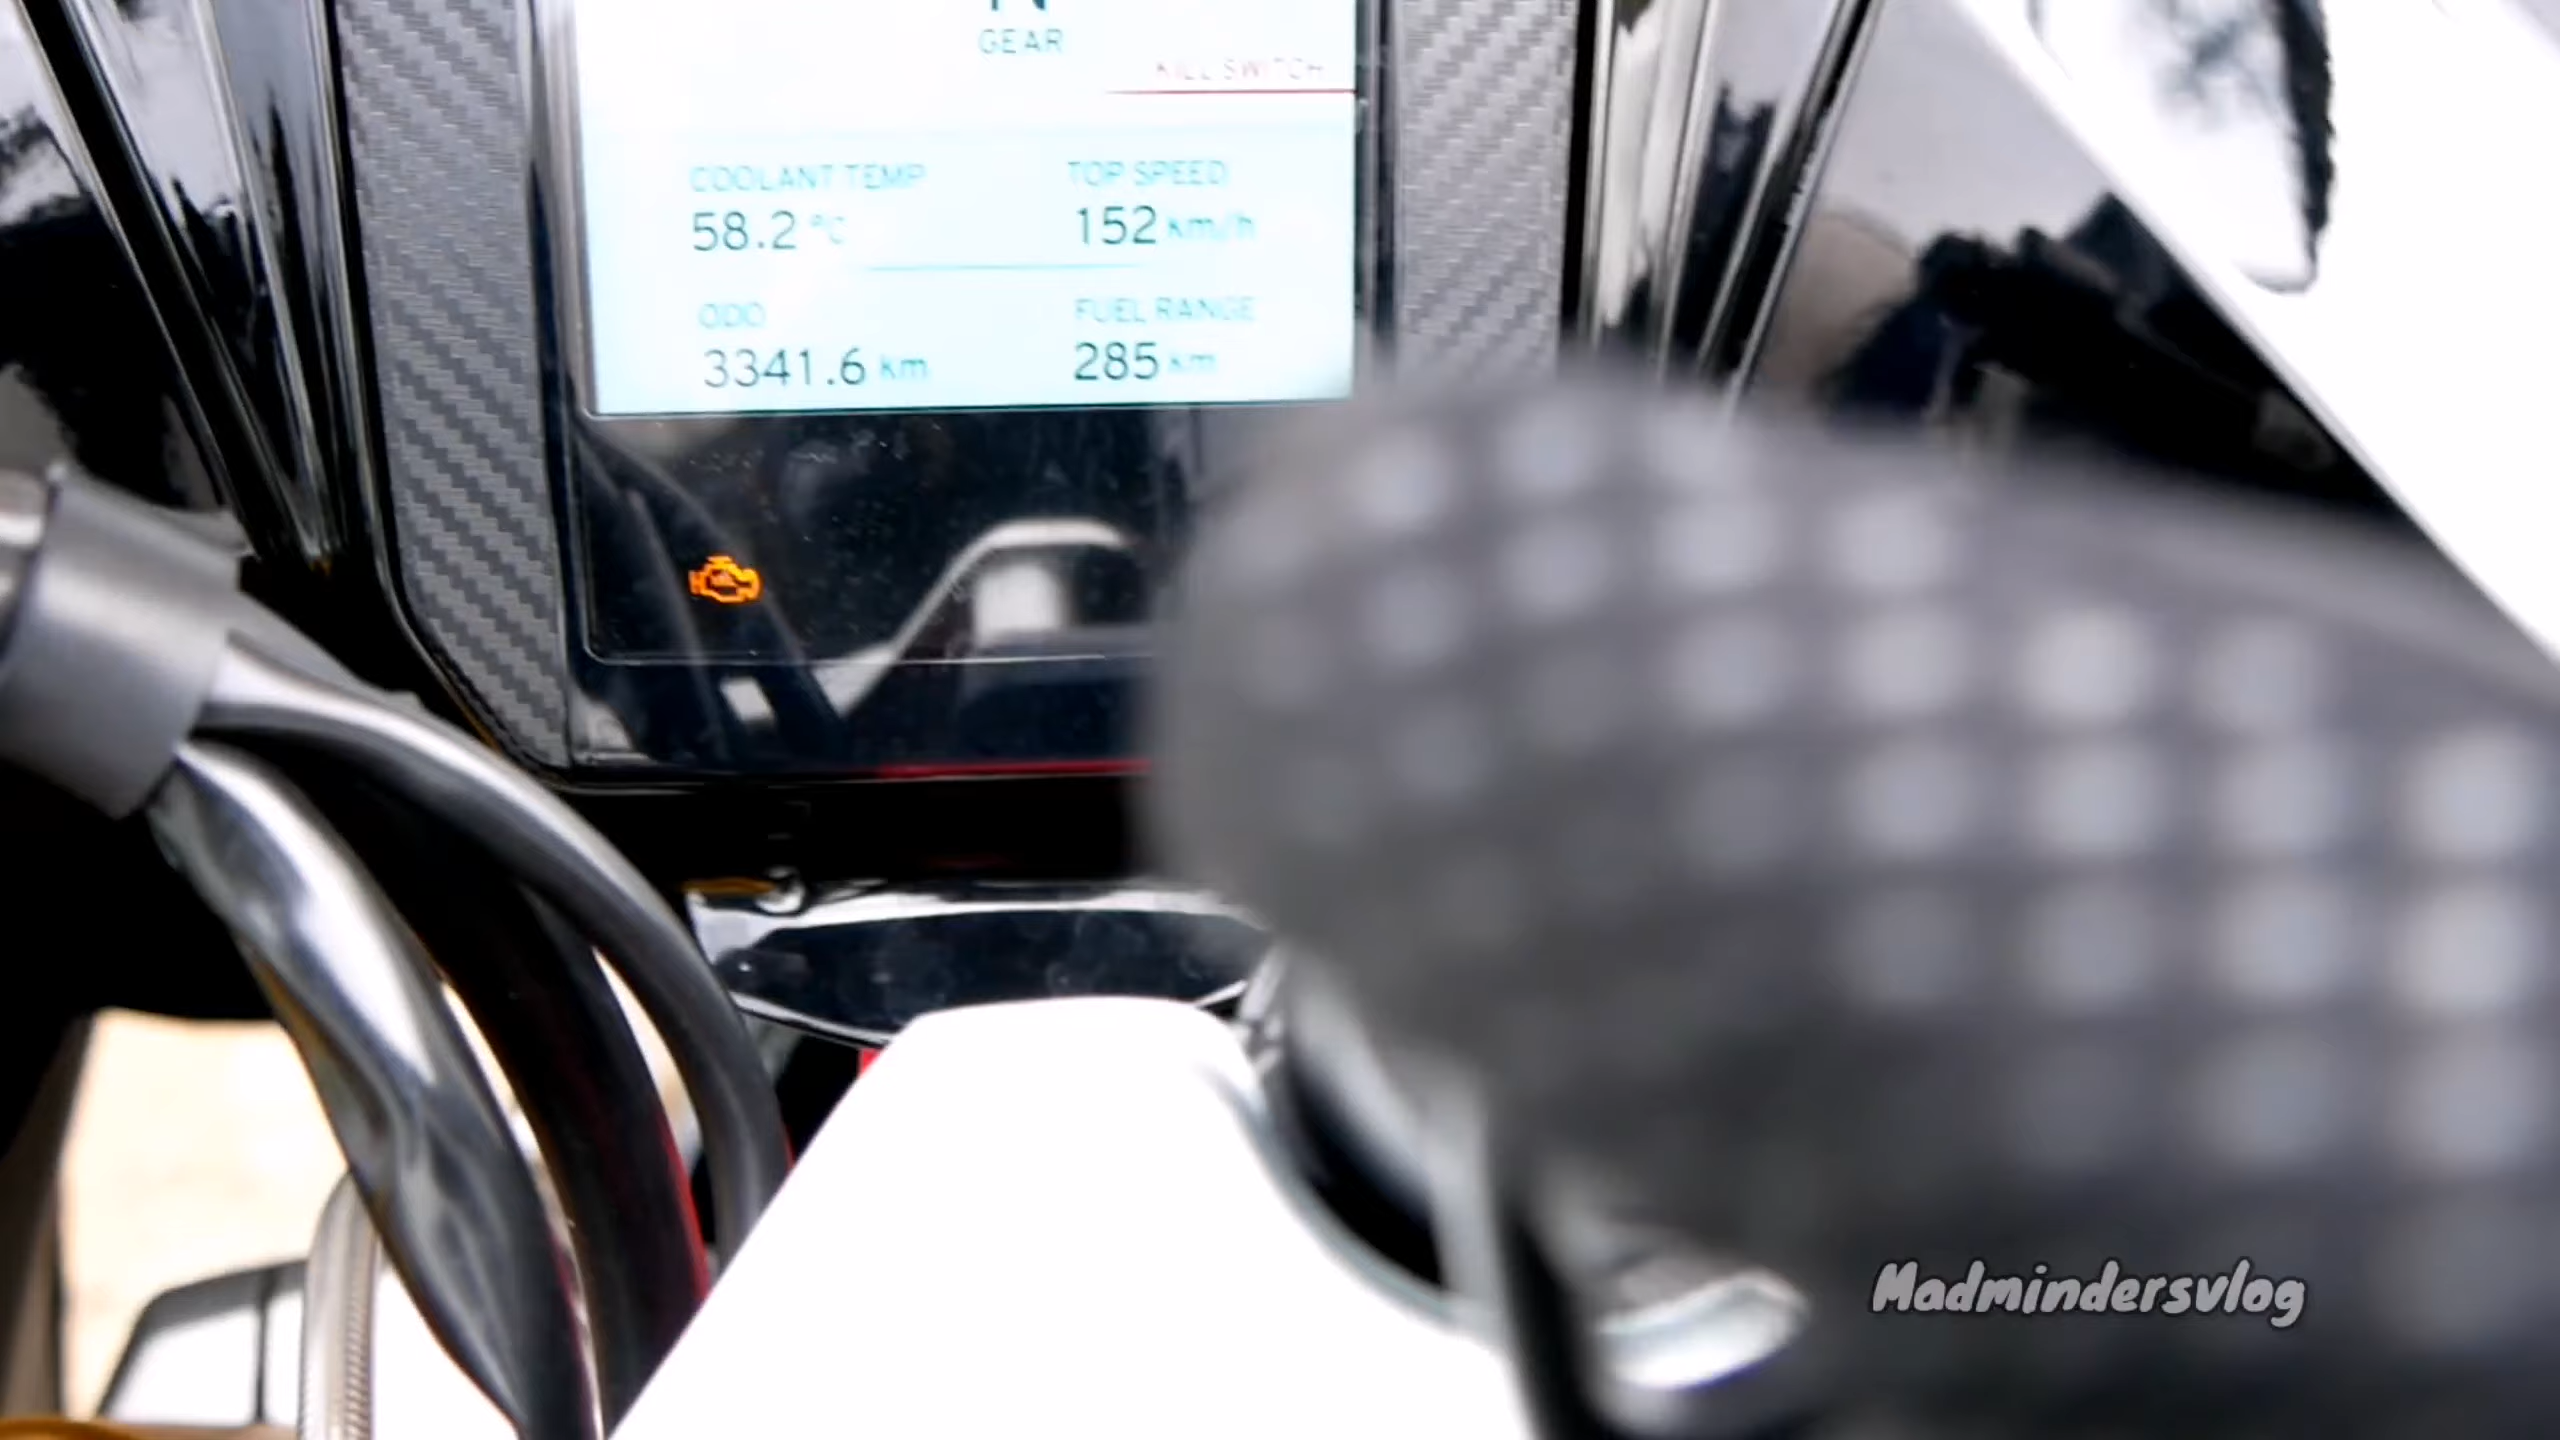 N
GEAR
KILL SWITCH
COOLANT TEMP
58.2 °C
TOP SPEED
152 km/h
ODO
3341.6 km
FUEL RANGE
285 km
Madmindersvlog